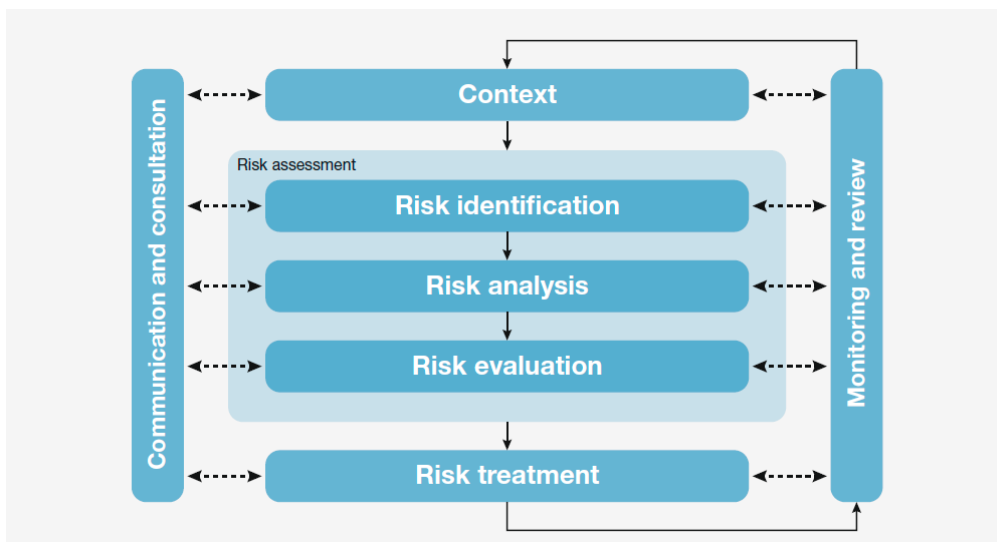 Context
Risk assessment
Risk identification
Risk analysis
Risk evaluation
Risk treatment
Communication and consultation
Monitoring and review